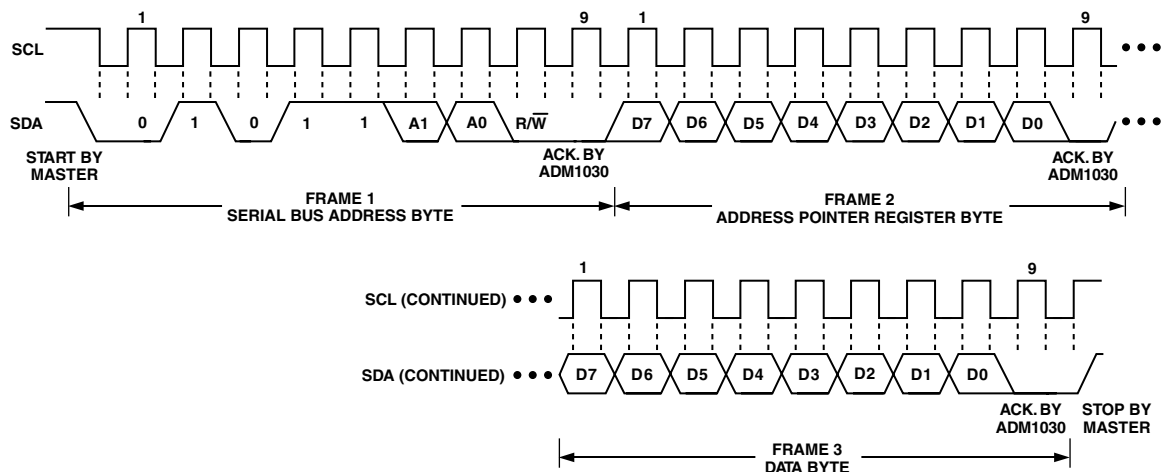 1 9 1 9
SCL
SDA 0 1 0 1 1 A1 A0 R/W̅ D7 D6 D5 D4 D3 D2 D1 D0
START BY
MASTER
ACK. BY
ADM1030
ACK. BY
ADM1030
FRAME 1
SERIAL BUS ADDRESS BYTE
FRAME 2
ADDRESS POINTER REGISTER BYTE
1 9
SCL (CONTINUED)
SDA (CONTINUED) D7 D6 D5 D4 D3 D2 D1 D0
ACK. BY
ADM1030
STOP BY
MASTER
FRAME 3
DATA BYTE